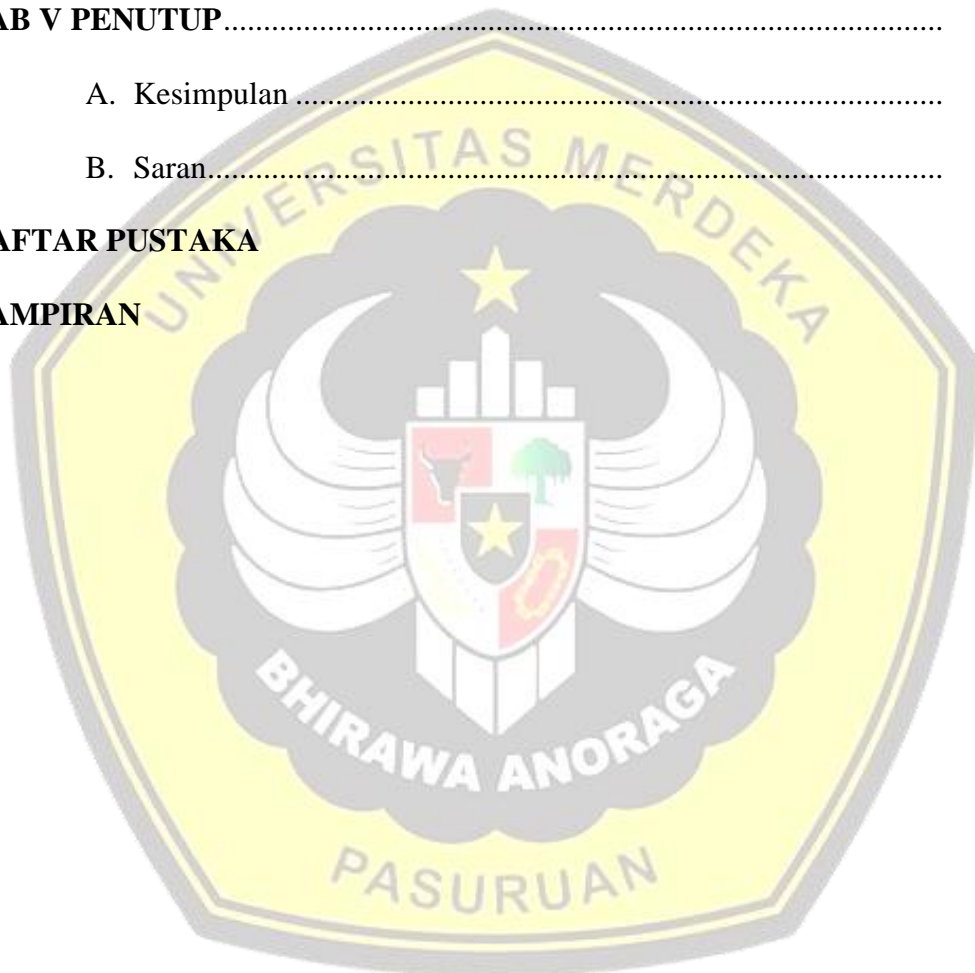 AB V PENUTUP..........................................................................................
A. Kesimpulan .................................................................................
B. Saran............................................................................................
AFTAR PUSTAKA
AMPIRAN
UNIVERSITAS MERDEKA
BHIRAWA ANORAGA
PASURUAN